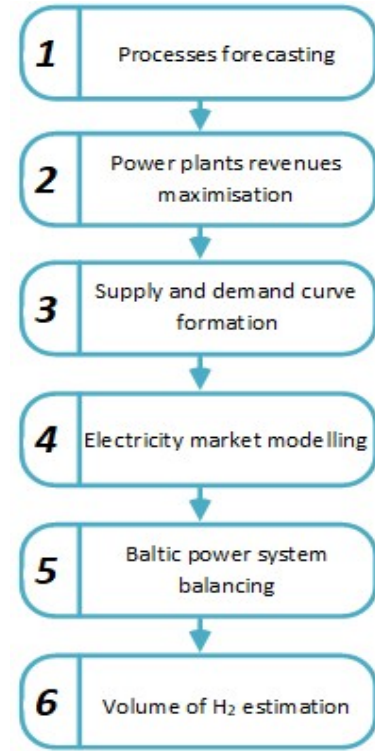 1
Processes forecasting
2
Power plants revenues
maximisation
3
Supply and demand curve
formation
4
Electricity market modelling
5
Baltic power system
balancing
6
Volume of H₂ estimation